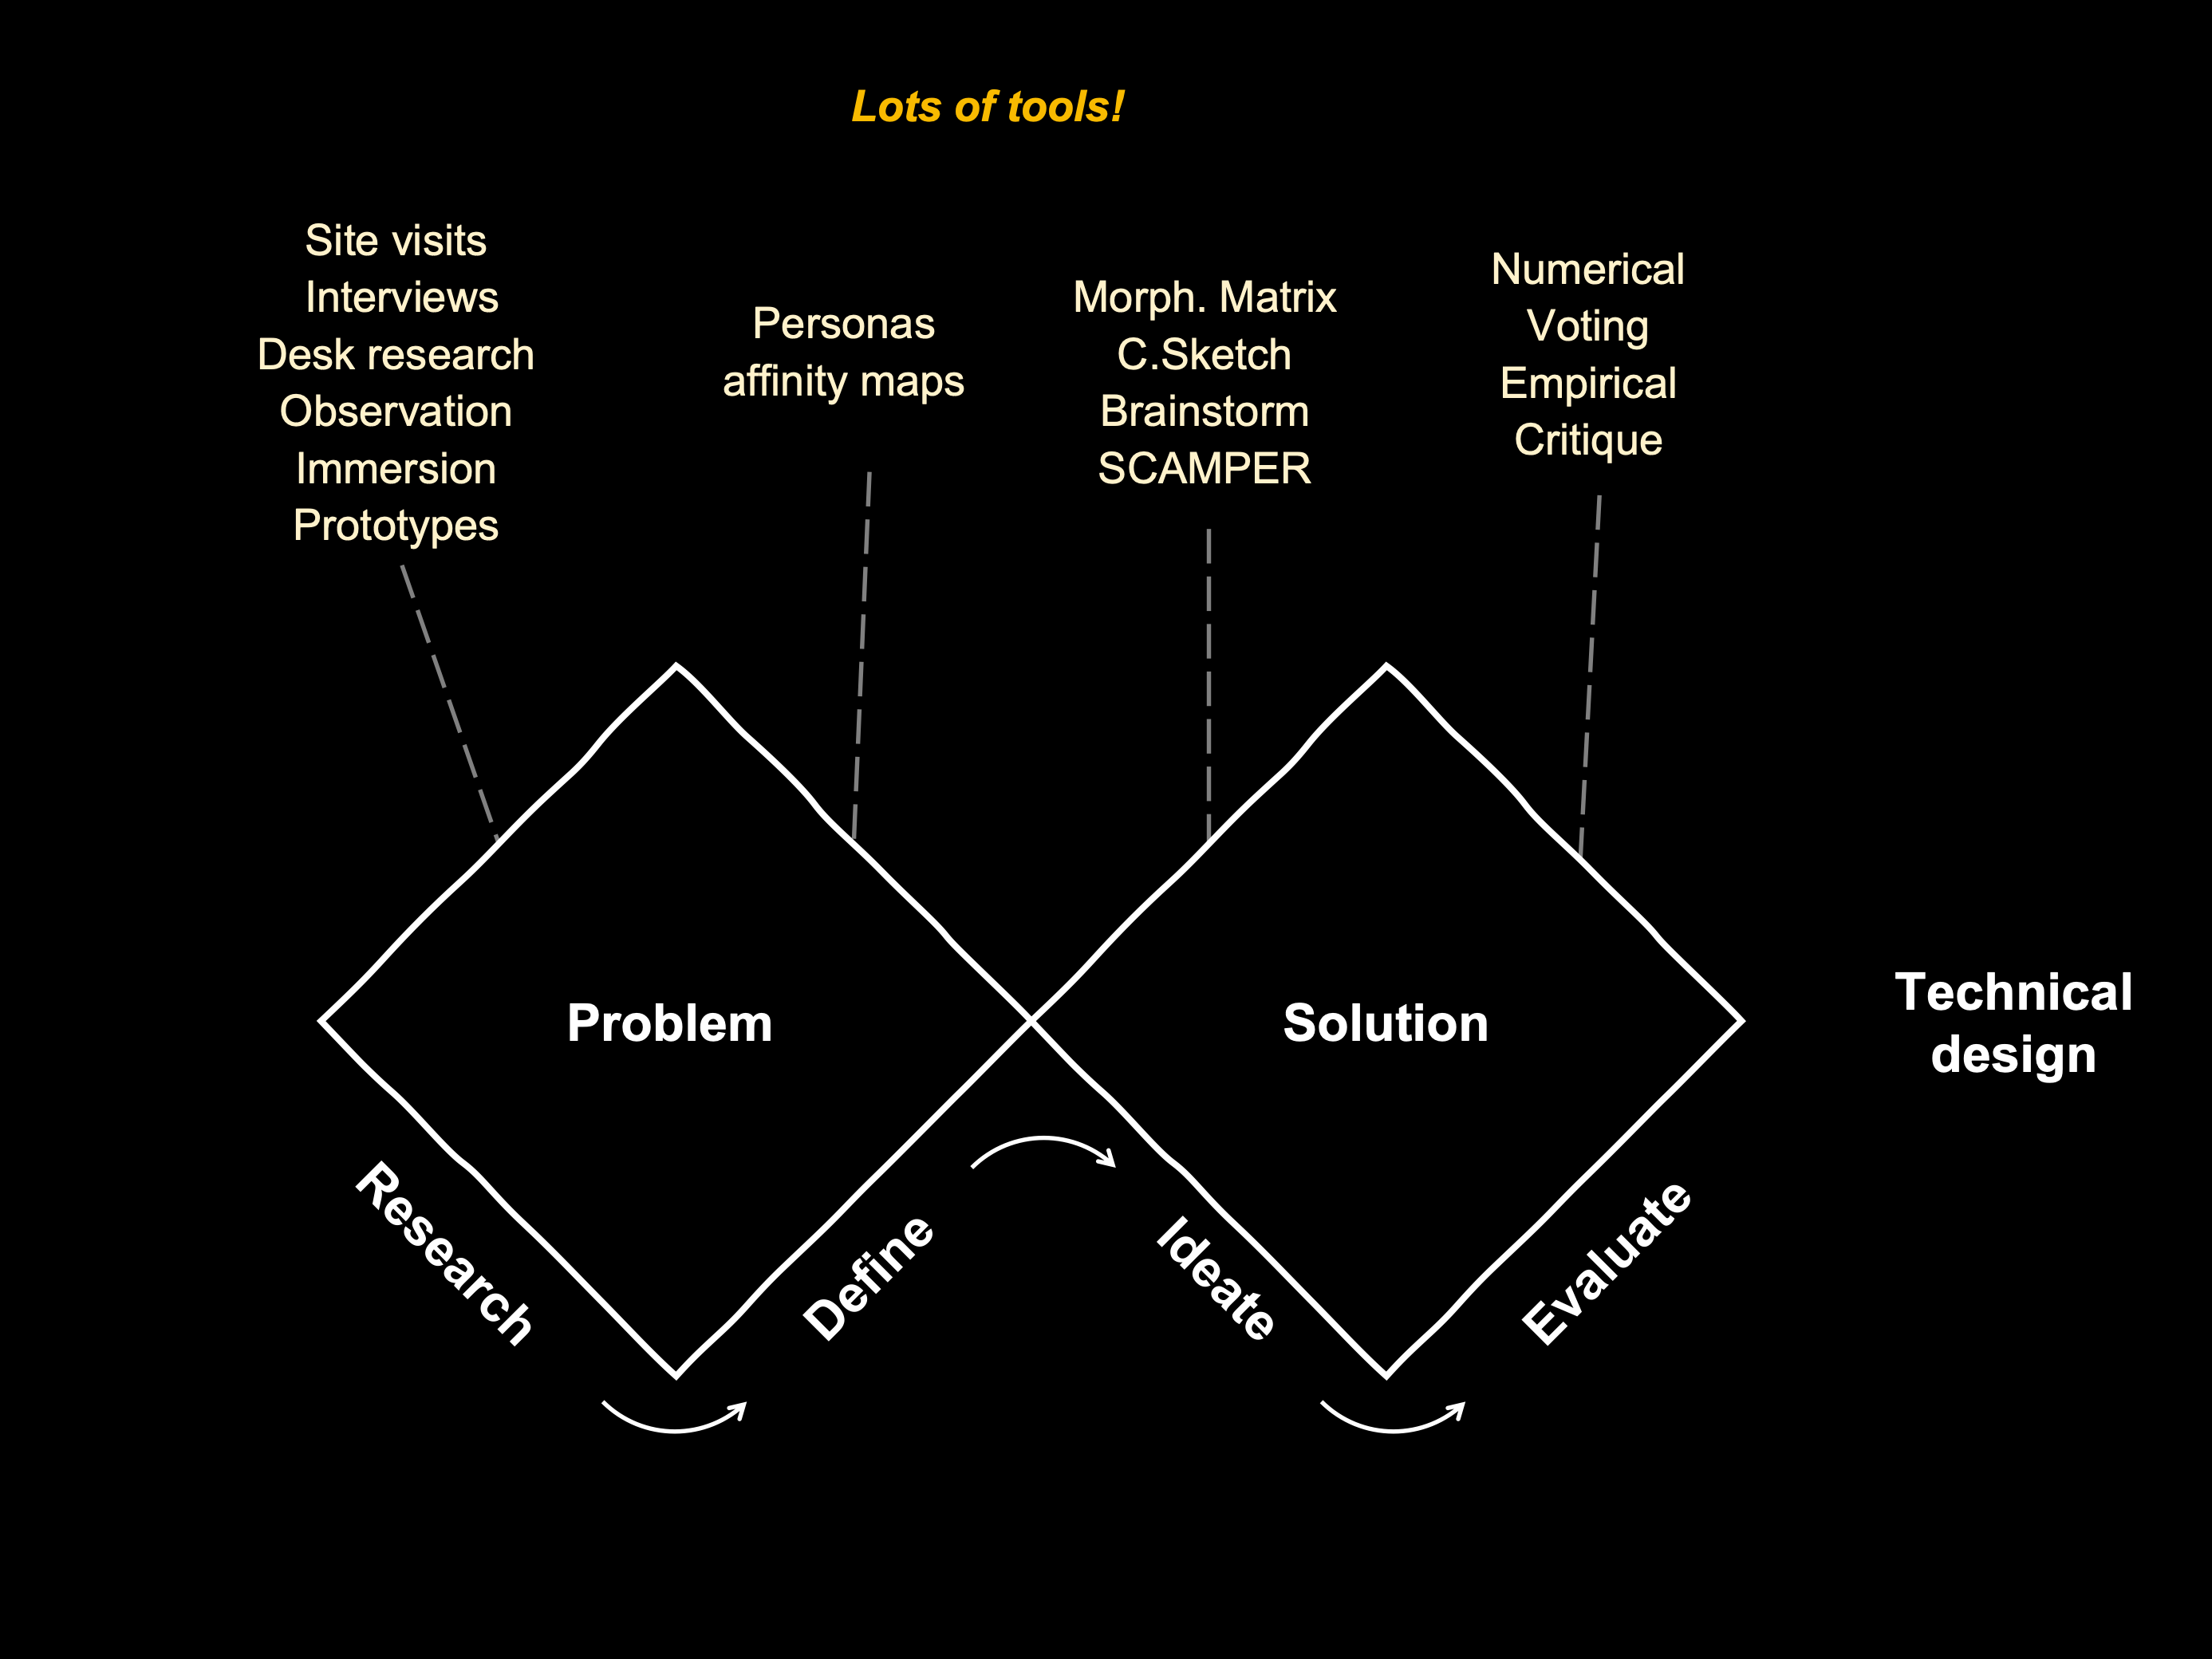 Lots of tools!
Site visits
Interviews
Desk research
Observation
Immersion
Prototypes
Personas
affinity maps
Morph. Matrix
C.Sketch
Brainstorm
SCAMPER
Numerical
Voting
Empirical
Critique
Problem
Solution
Technical
design
Research
Define
Ideate
Evaluate